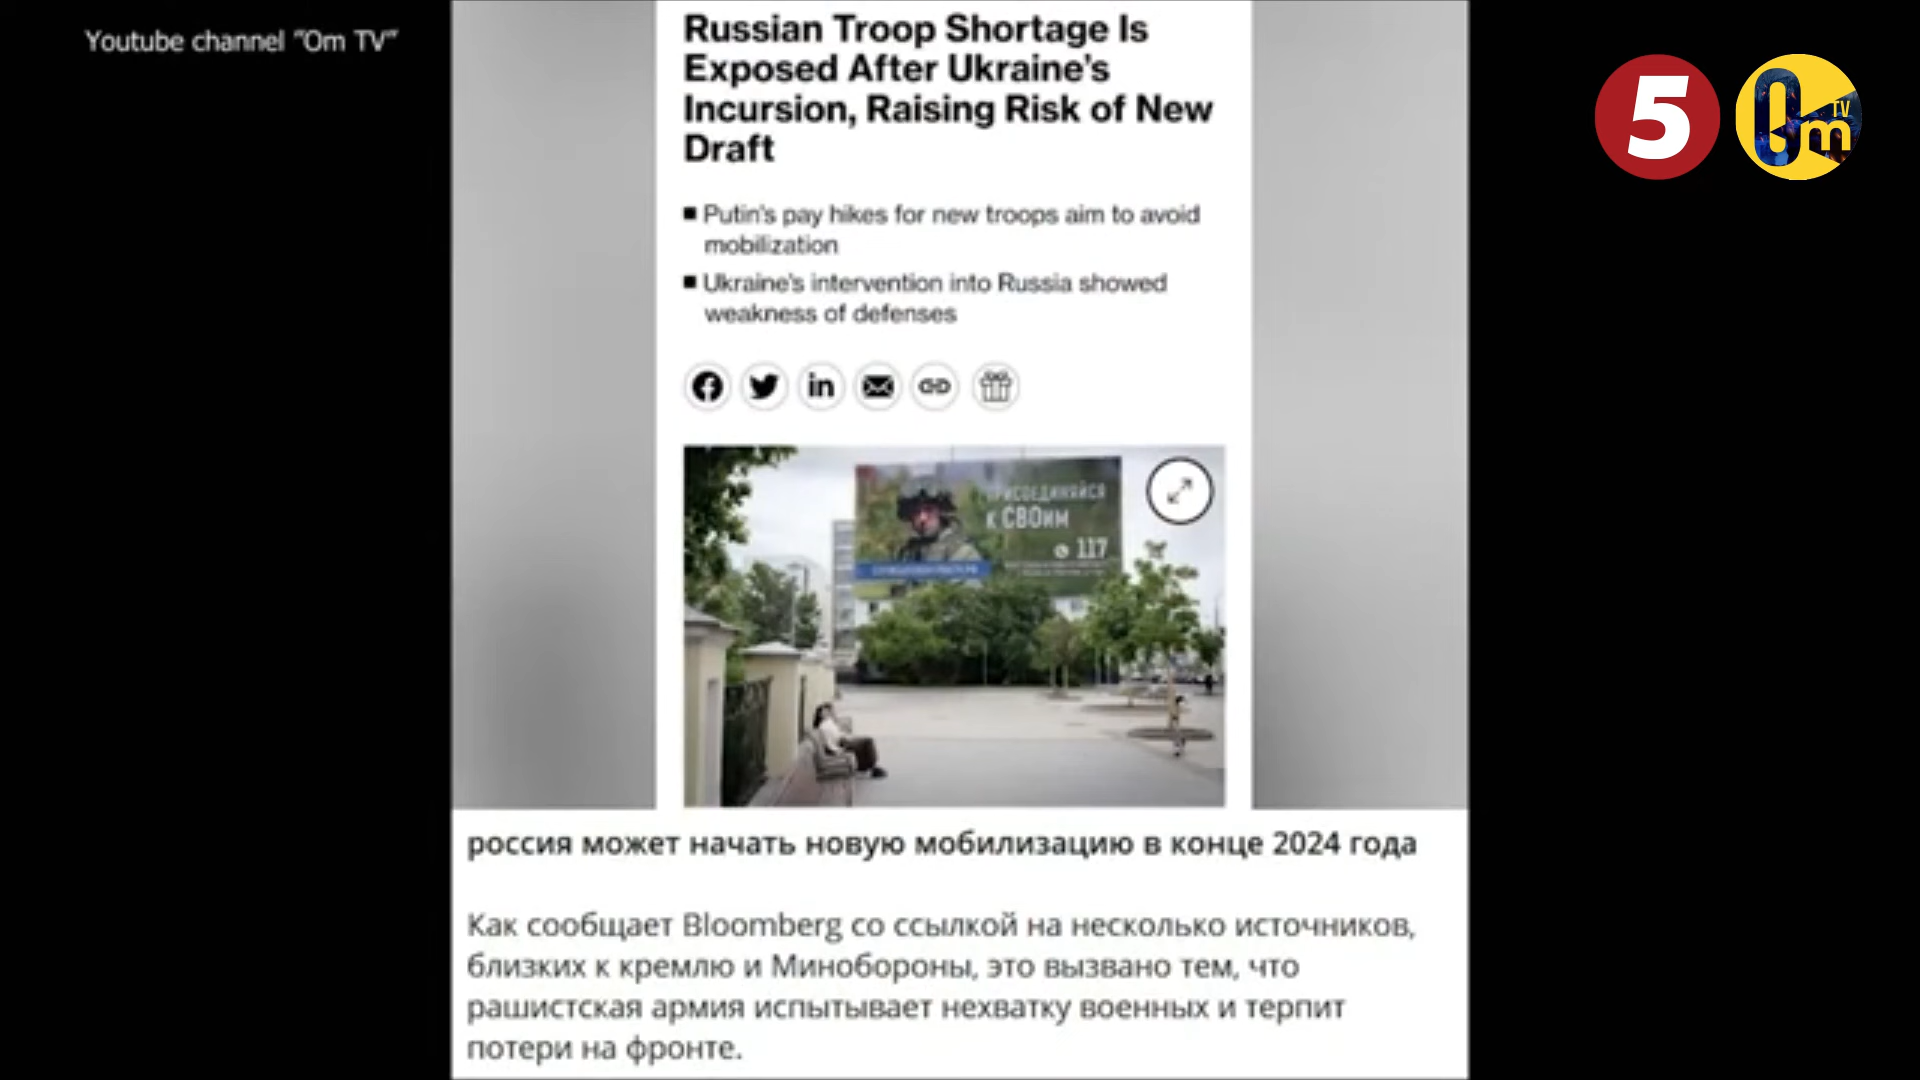 Youtube channel "Om TV"
5
TV
Om
Russian Troop Shortage Is
Exposed After Ukraine's
Incursion, Raising Risk of New
Draft
Putin's pay hikes for new troops aim to avoid
mobilization
Ukraine's intervention into Russia showed
weakness of defenses
in
ПРИСОЕДИНЯЙСЯ
К СВОим
117
россия может начать новую мобилизацию в конце 2024 года
Как сообщает Bloomberg со ссылкой на несколько источников,
близких к кремлю и Минобороны, это вызвано тем, что
рашистская армия испытывает нехватку военных и терпит
потери на фронте.